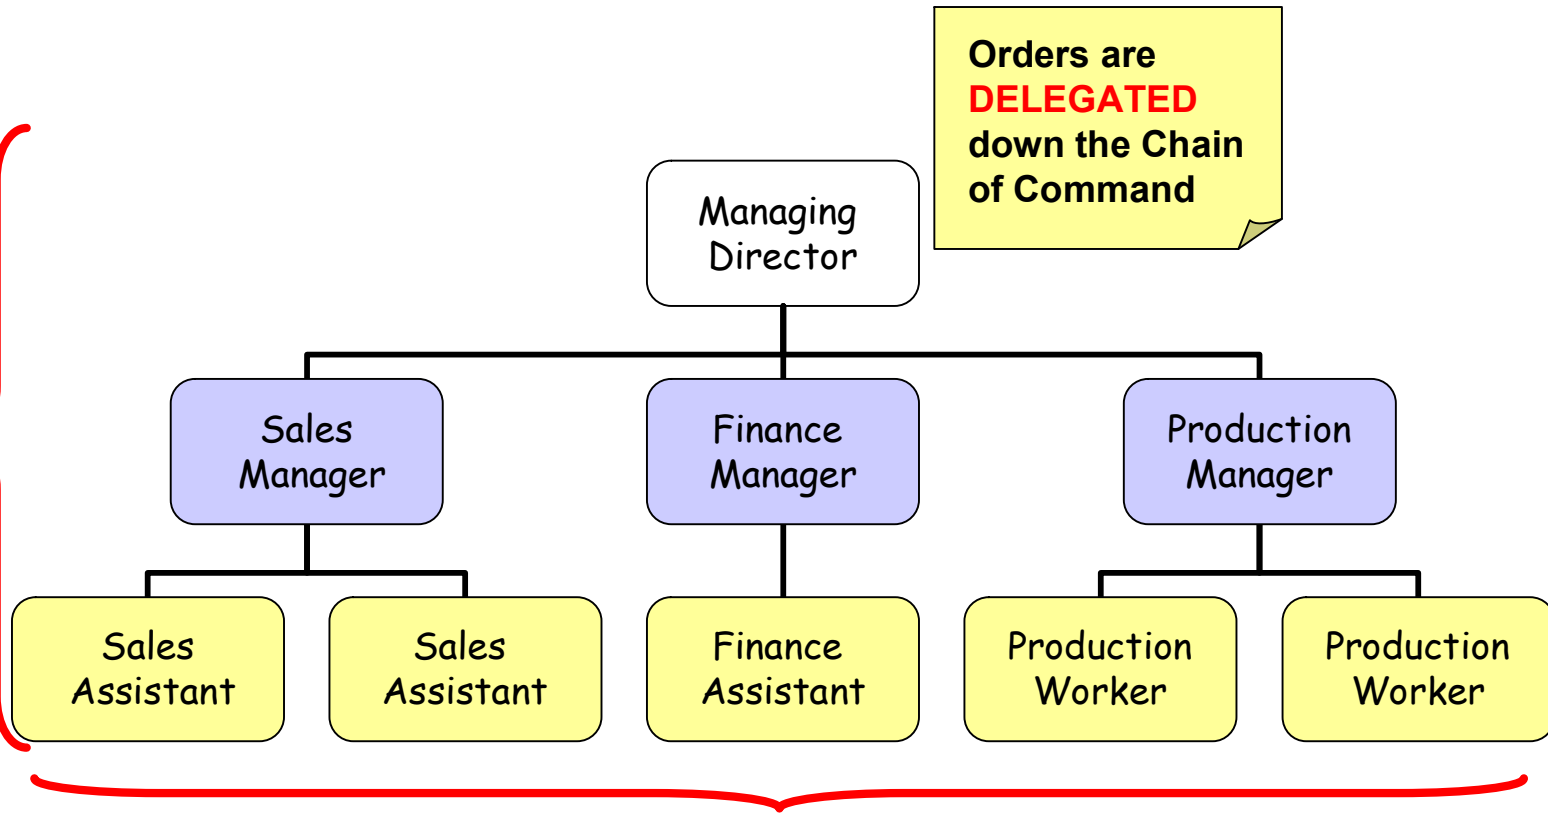 Orders are
DELEGATED
down the Chain
of Command
Managing
Director
Sales
Manager
Finance
Manager
Production
Manager
Sales
Assistant
Sales
Assistant
Finance
Assistant
Production
Worker
Production
Worker